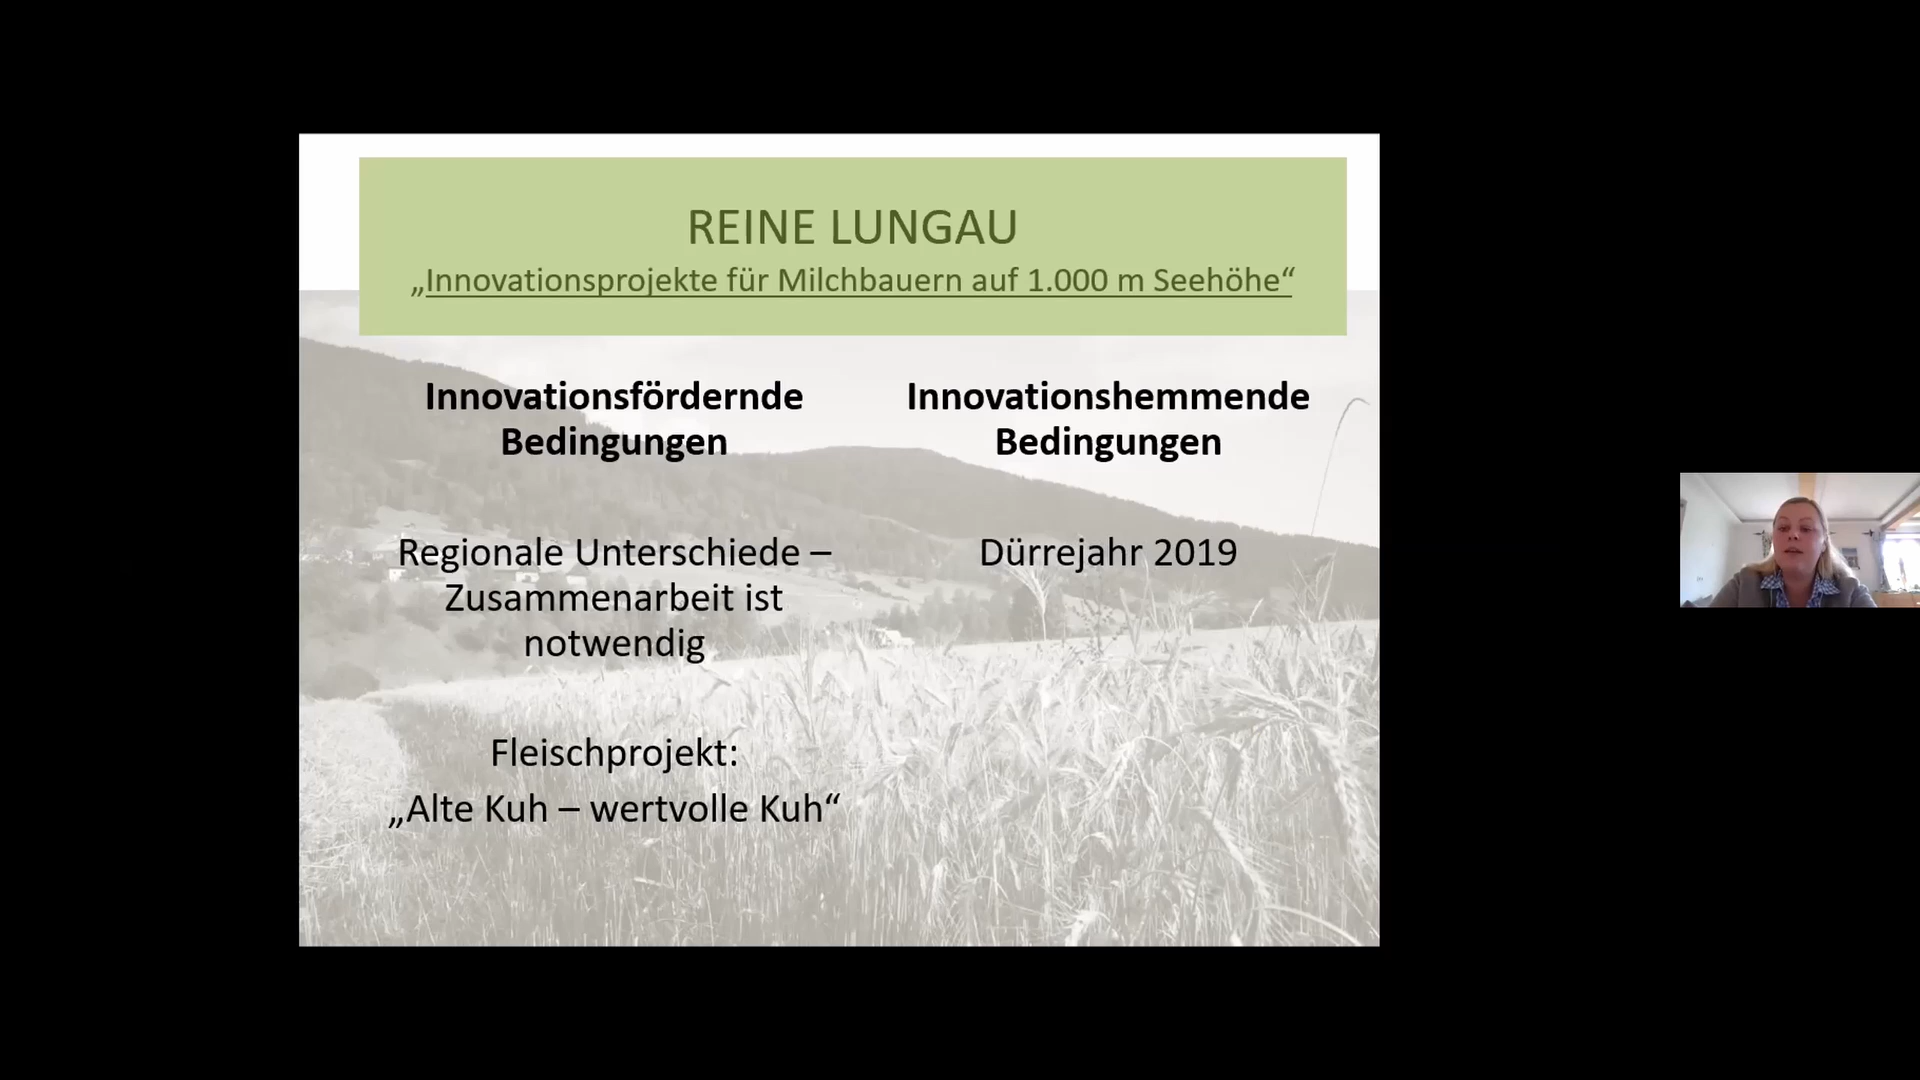 REINE LUNGAU
„Innovationsprojekte für Milchbauern auf 1.000 m Seehöhe“
Innovationsfördernde
Bedingungen
Regionale Unterschiede –
Zusammenarbeit ist
notwendig
Fleischprojekt:
„Alte Kuh – wertvolle Kuh“
Innovationshemmende
Bedingungen
Dürrejahr 2019